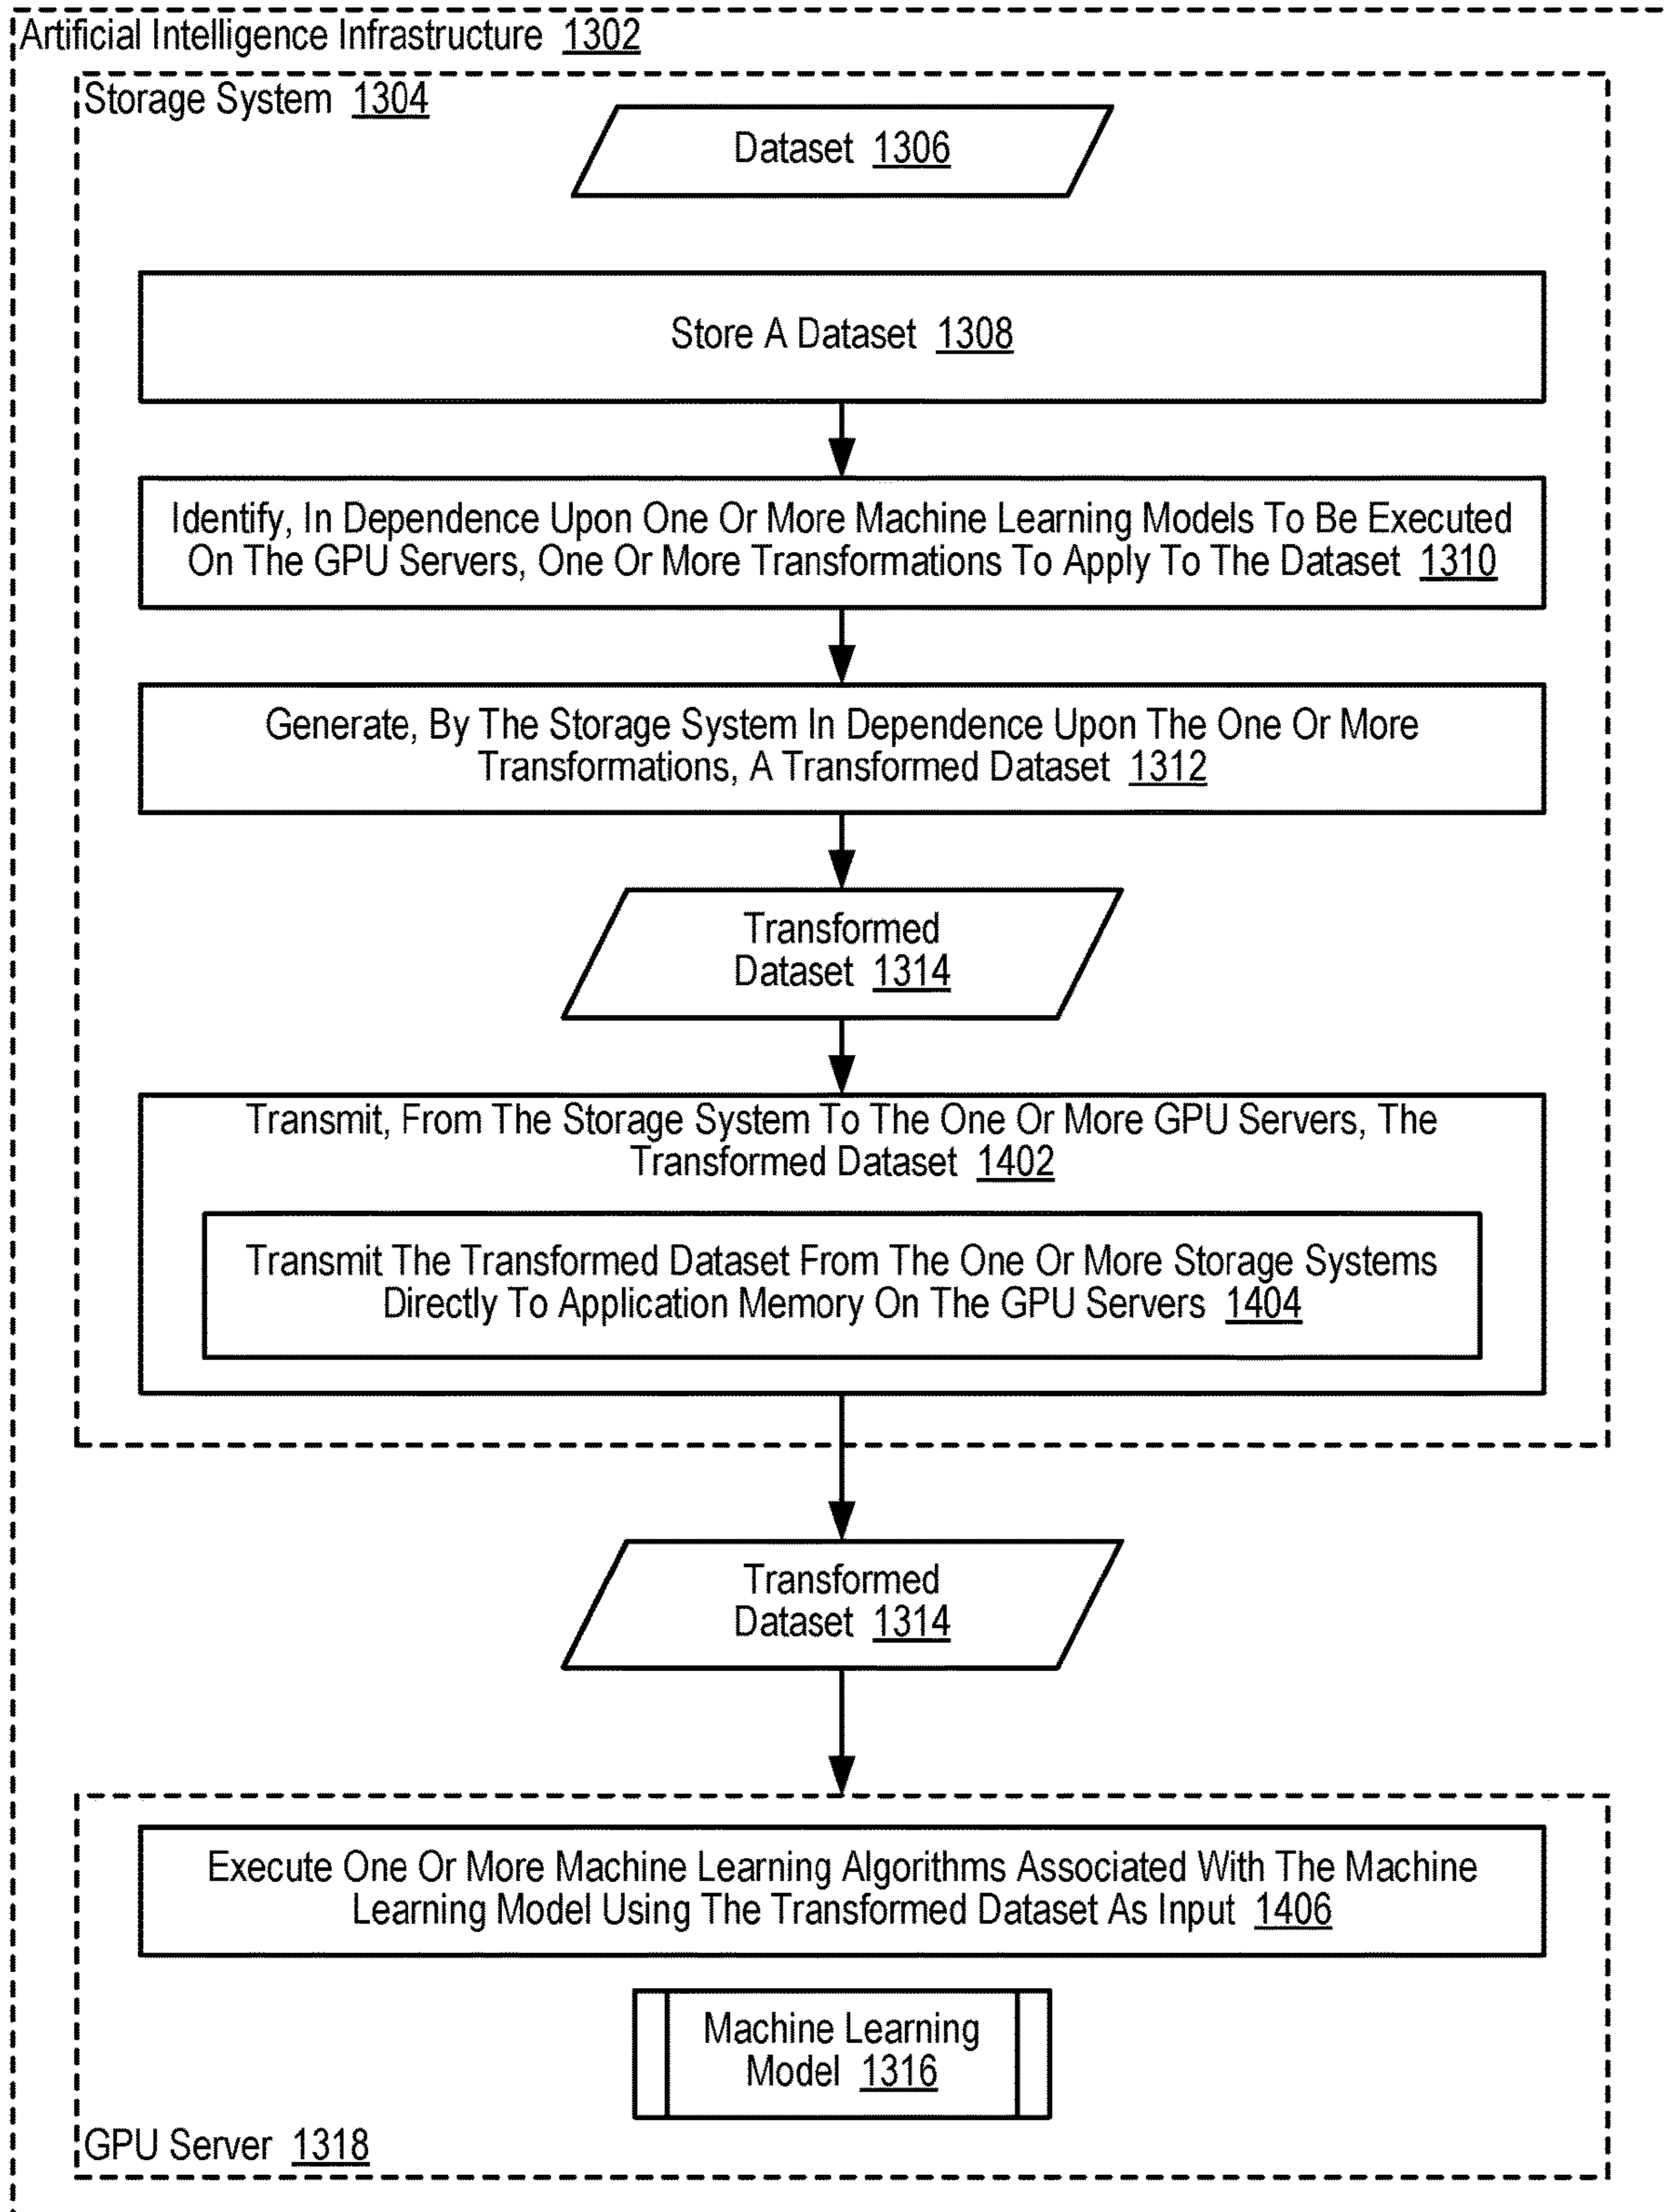 Artificial Intelligence Infrastructure 1302
Storage System 1304
Dataset 1306
Store A Dataset 1308
Identify, In Dependence Upon One Or More Machine Learning Models To Be Executed
On The GPU Servers, One Or More Transformations To Apply To The Dataset 1310
Generate, By The Storage System In Dependence Upon The One Or More
Transformations, A Transformed Dataset 1312
Transformed
Dataset 1314
Transmit, From The Storage System To The One Or More GPU Servers, The
Transformed Dataset 1402
Transmit The Transformed Dataset From The One Or More Storage Systems
Directly To Application Memory On The GPU Servers 1404
Transformed
Dataset 1314
Execute One Or More Machine Learning Algorithms Associated With The Machine
Learning Model Using The Transformed Dataset As Input 1406
Machine Learning
Model 1316
GPU Server 1318